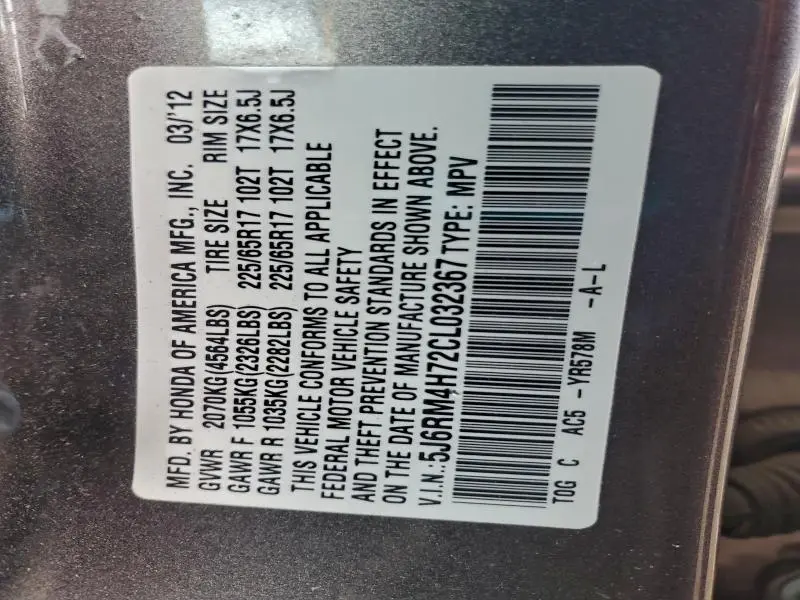 MFD. BY HONDA OF AMERICA MFG., INC. 03/'12
GVWR 2070KG(4564LBS) TIRE SIZE RIM SIZE
GAWR F 1055KG(2326LBS) 225/65R17 102T 17X6.5J
GAWR R 1035KG(2282LBS) 225/65R17 102T 17X6.5J
THIS VEHICLE CONFORMS TO ALL APPLICABLE
FEDERAL MOTOR VEHICLE SAFETY
AND THEFT PREVENTION STANDARDS IN EFFECT
ON THE DATE OF MANUFACTURE SHOWN ABOVE.
V.I.N.:5J6RM4H72CL032367 TYPE: MPV
TOG C AC5 -YR578M -A-L